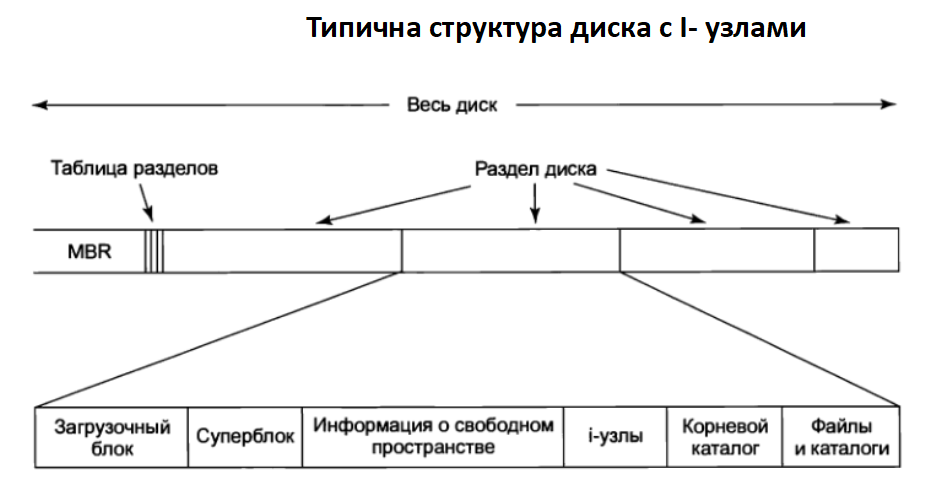 Типична структура диска с I- узлами
Весь диск
Таблица разделов
Раздел диска
MBR
Загрузочный
блок
Суперблок
Информация о свободном
пространстве
i-узлы
Корневой
каталог
Файлы
и каталоги